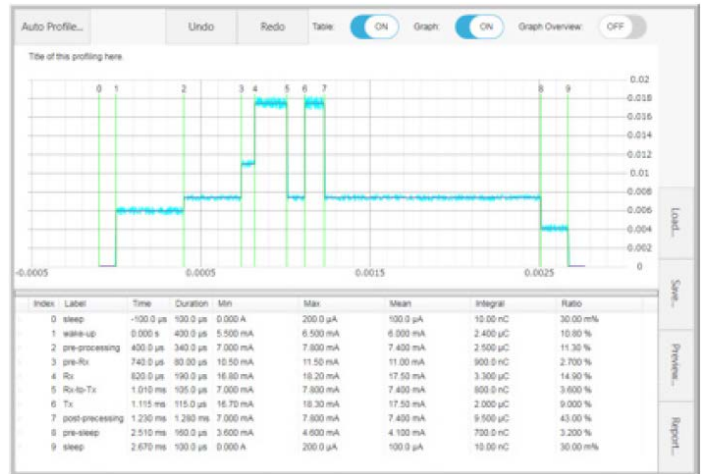 Auto Profile... Undo Redo Table: ON Graph: ON Graph Overview: OFF
Title of this profiling here.
0 1 2 3 4 5 6 7 8 9
0.02
0.018
0.016
0.014
0.012
0.01
0.008
0.006
0.004
0.002
0
-0.0005 0.0005 0.0015 0.0025
Index Label Time Duration Min Max Mean Integral Ratio
0 sleep -100.0 µs 100.0 µs 0.000 A 200.0 µA 100.0 µA 10.00 nC 30.00 m%
1 wake-up 0.000 s 400.0 µs 5.500 mA 6.500 mA 6.000 mA 2.400 µC 10.80 %
2 pre-processing 400.0 µs 340.0 µs 7.000 mA 7.800 mA 7.400 mA 2.500 µC 11.30 %
3 pre-Rx 740.0 µs 80.00 µs 10.50 mA 11.50 mA 11.00 mA 900.0 nC 2.700 %
4 Rx 820.0 µs 190.0 µs 16.80 mA 18.20 mA 17.50 mA 3.300 µC 14.90 %
5 Rx-to-Tx 1.010 ms 105.0 µs 7.000 mA 7.800 mA 7.400 mA 800.0 nC 3.600 %
6 Tx 1.115 ms 115.0 µs 16.70 mA 18.30 mA 17.50 mA 2.000 µC 9.000 %
7 post-precessing 1.230 ms 1.280 ms 7.000 mA 7.800 mA 7.400 mA 9.500 µC 43.00 %
8 pre-sleep 2.510 ms 160.0 µs 3.600 mA 4.600 mA 4.100 mA 700.0 nC 3.200 %
9 sleep 2.670 ms 100.0 µs 0.000 A 200.0 µA 100.0 µA 10.00 nC 30.00 m%
Load...
Save...
Preview...
Report...